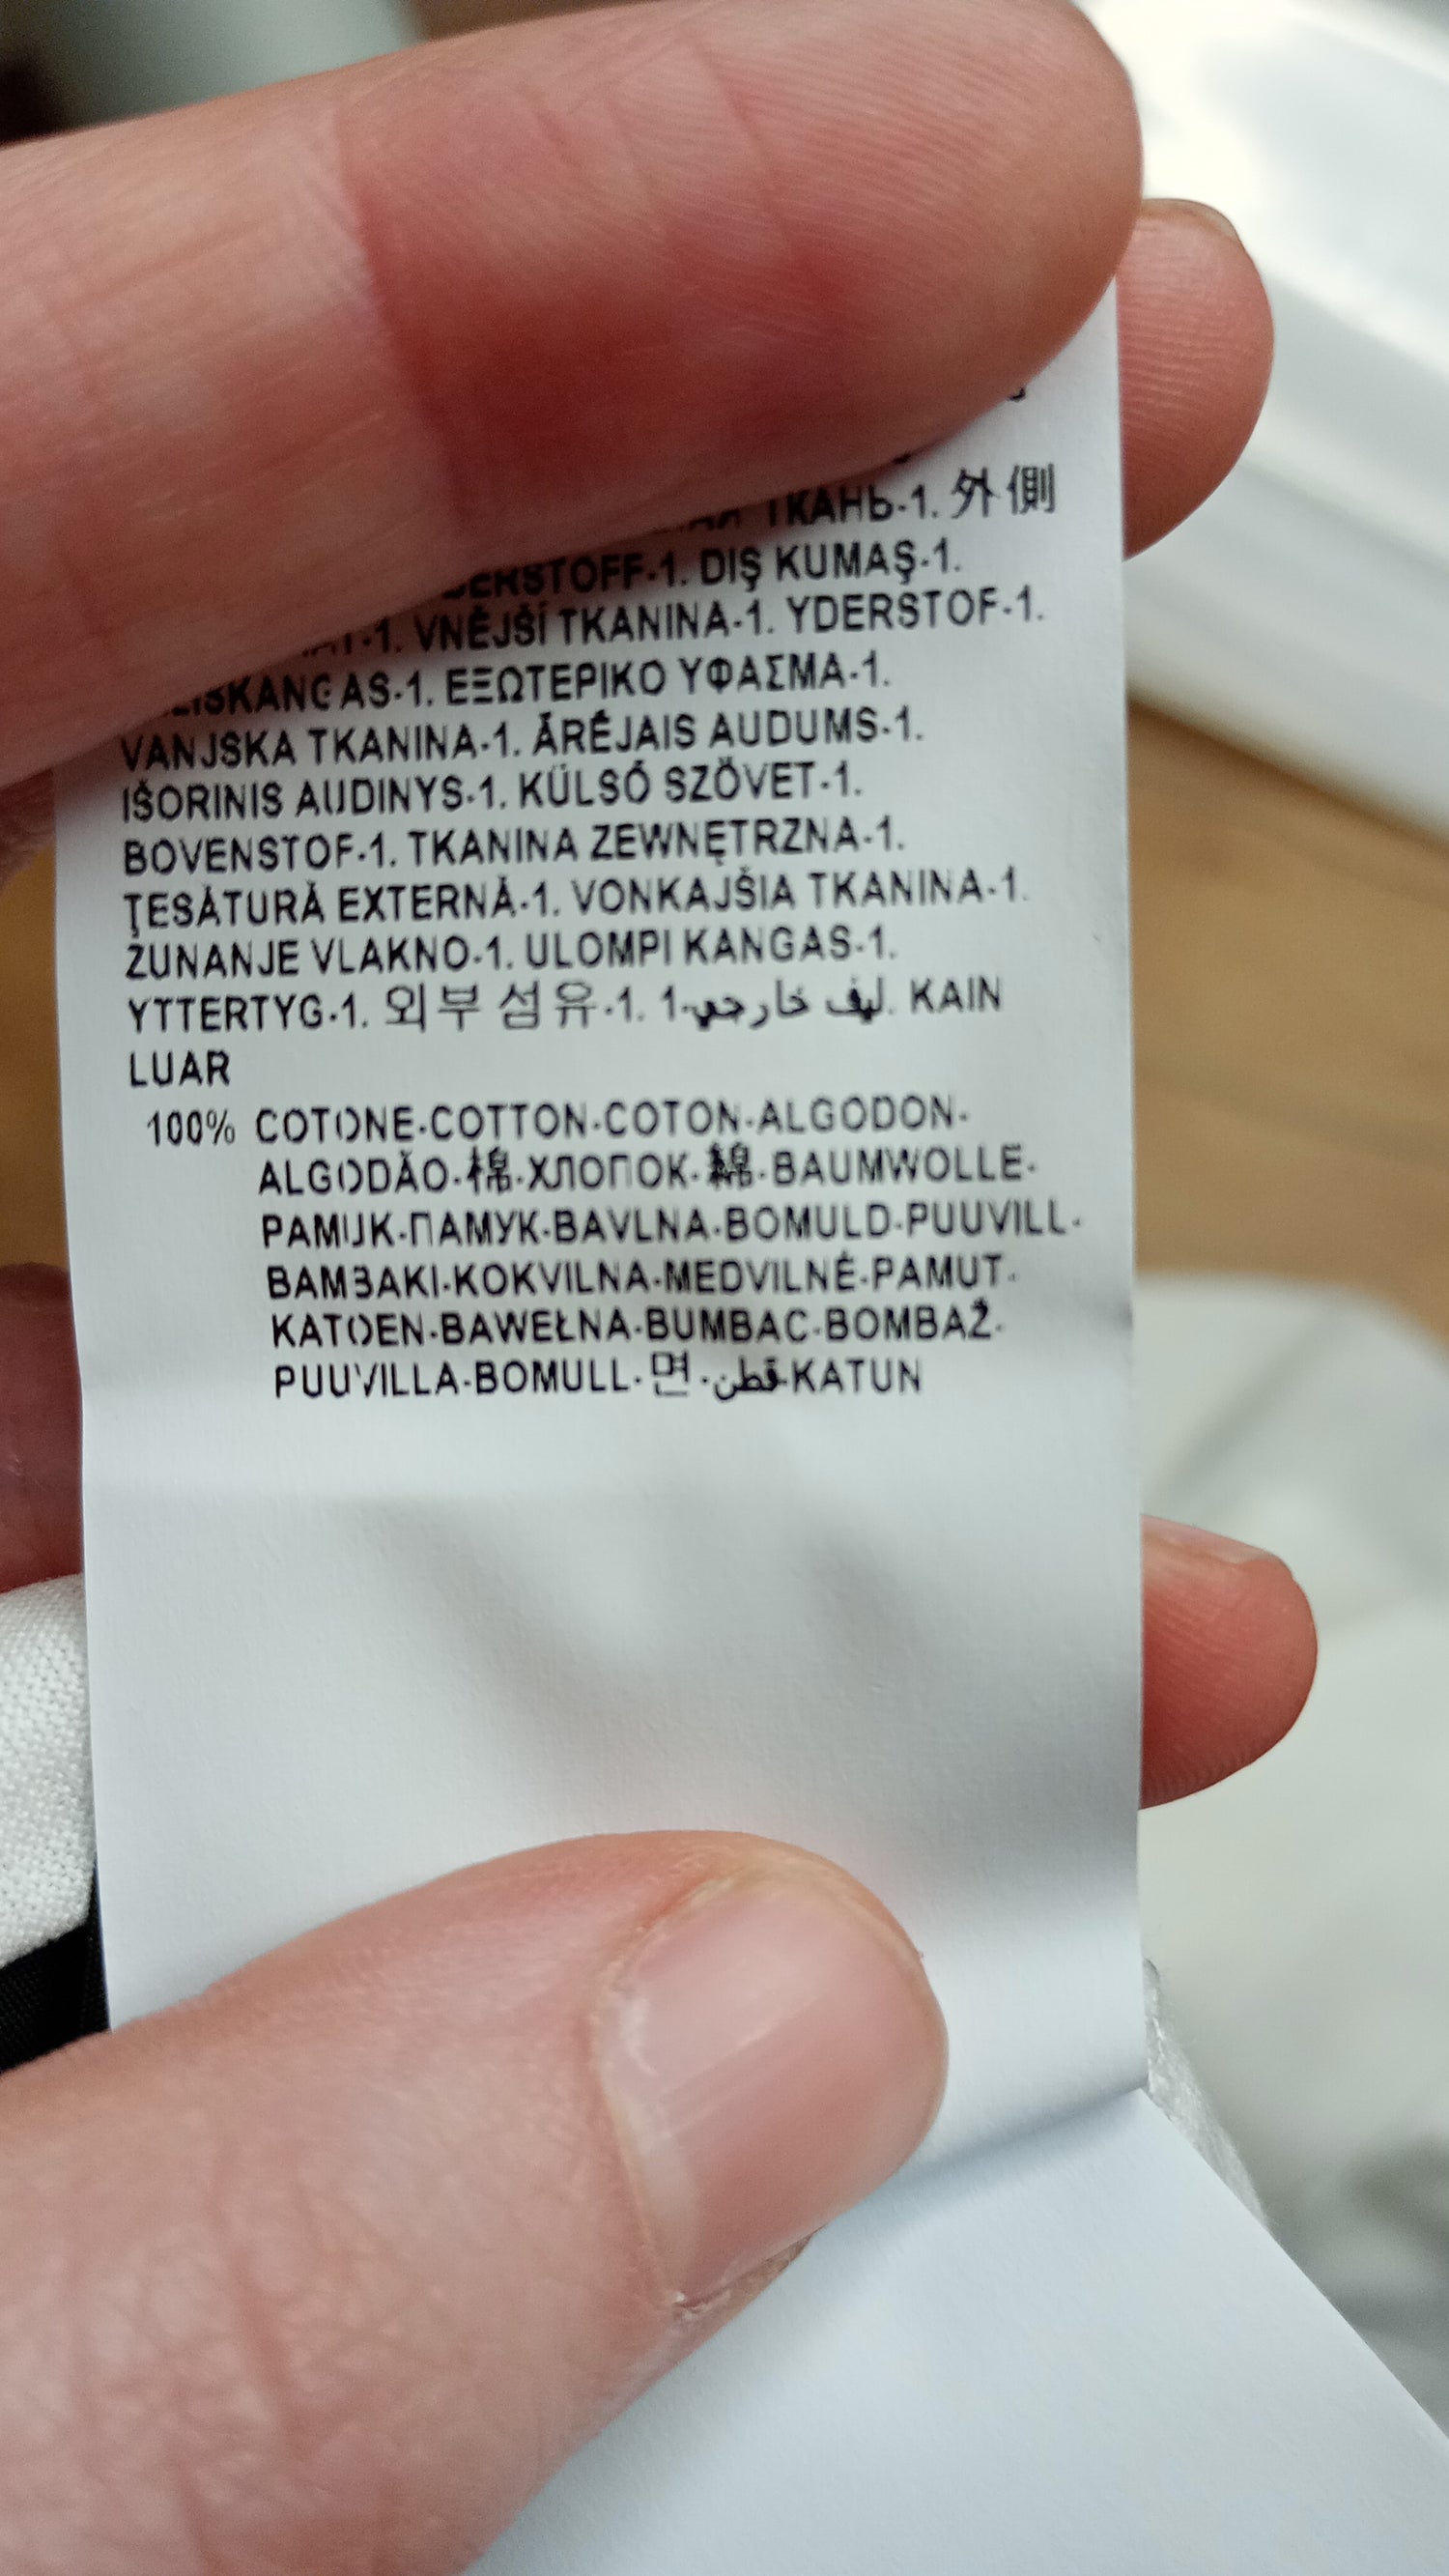 ТКАНЬ-1. 外側
DIŞ KUMAŞ-1.
VNĚJŠÍ TKANINA-1. YDERSTOF-1.
ΕΞΩΤΕΡΙΚΟ ΥΦΑΣΜΑ-1.
VANJSKA TKANINA-1. ĀRĒJAIS AUDUMS-1.
IŠORINIS AUDINYS-1. KÜLSŐ SZÖVET-1.
BOVENSTOF-1. TKANINA ZEWNĘTRZNA-1.
ŢESĂTURĂ EXTERNĂ-1. VONKAJŠIA TKANINA-1.
ZUNANJE VLAKNO-1. ULOMPI KANGAS-1.
YTTERTYG-1. 외부 섬유-1. ليف خارجي-1. KAIN
LUAR
100% COTONE-COTTON-COTON-ALGODON-
ALGODÃO-棉-ХЛОПОК-綿-BAUMWOLLE-
PAMUK-ПАМУК-BAVLNA-BOMULD-PUUVILL-
BAMBAKI-KOKVILNA-MEDVILNĖ-PAMUT-
KATOEN-BAWEŁNA-BUMBAC-BOMBAŽ-
PUUVILLA-BOMULL-면-قطن-KATUN